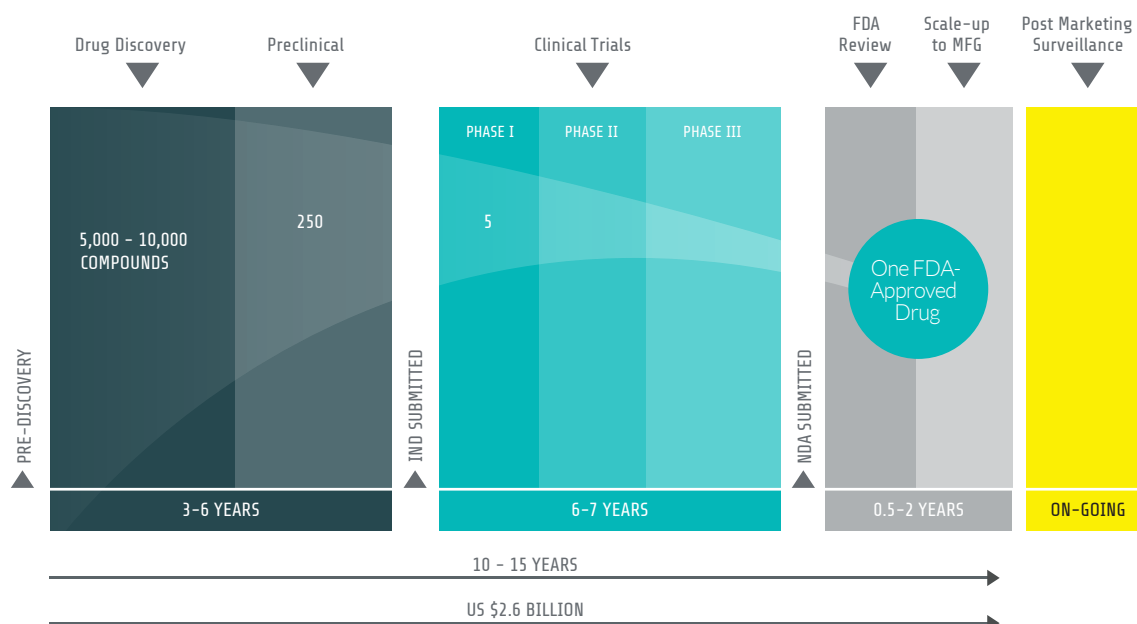 Drug Discovery
Preclinical
Clinical Trials
FDA
Review
Scale-up
to MFG
Post Marketing
Surveillance
PHASE I
PHASE II
PHASE III
5,000 - 10,000
COMPOUNDS
250
5
One FDA-
Approved
Drug
PRE-DISCOVERY
IND SUBMITTED
NDA SUBMITTED
3-6 YEARS
6-7 YEARS
0.5-2 YEARS
ON-GOING
10 - 15 YEARS
US $2.6 BILLION